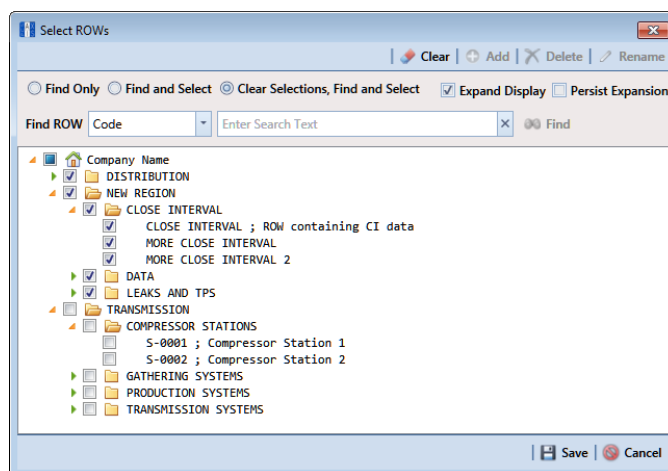 Select ROWs
Clear Add Delete Rename
Find Only Find and Select Clear Selections, Find and Select Expand Display Persist Expansion
Find ROW Code Enter Search Text Find
Company Name
DISTRIBUTION
NEW REGION
CLOSE INTERVAL
CLOSE INTERVAL ; ROW containing CI data
MORE CLOSE INTERVAL
MORE CLOSE INTERVAL 2
DATA
LEAKS AND TPS
TRANSMISSION
COMPRESSOR STATIONS
S-0001 ; Compressor Station 1
S-0002 ; Compressor Station 2
GATHERING SYSTEMS
PRODUCTION SYSTEMS
TRANSMISSION SYSTEMS
Save Cancel